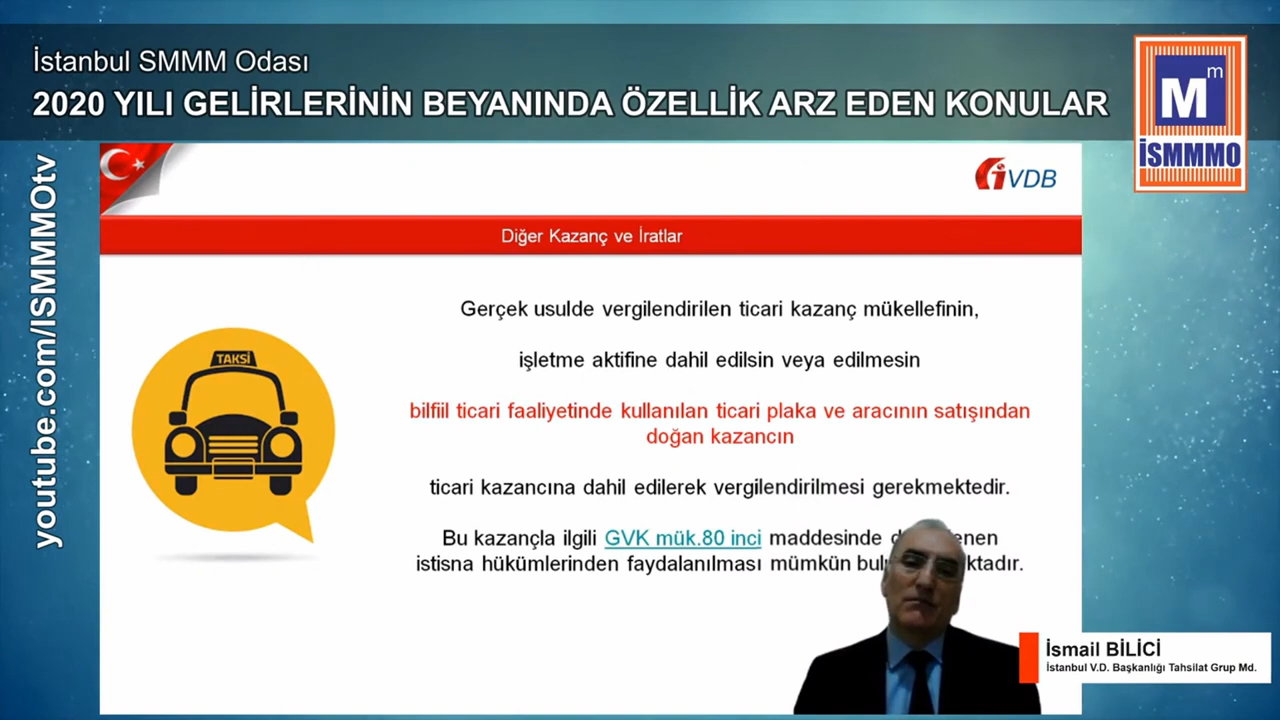 İstanbul SMMM Odası
2020 YILI GELİRLERİNİN BEYANINDA ÖZELLİK ARZ EDEN KONULAR
Mm
İSMMMO
youtube.com/ISMMMOtv
iVDB
Diğer Kazanç ve İratlar
TAKSİ
Gerçek usulde vergilendirilen ticari kazanç mükellefinin,
işletme aktifine dahil edilsin veya edilmesin
bilfiil ticari faaliyetinde kullanılan ticari plaka ve aracının satışından
doğan kazancın
ticari kazancına dahil edilerek vergilendirilmesi gerekmektedir.
Bu kazançla ilgili GVK mük.80 inci maddesinde
istisna hükümlerinden faydalanılması mümkün
İsmail BİLİCİ
İstanbul V.D. Başkanlığı Tahsilat Grup Md.